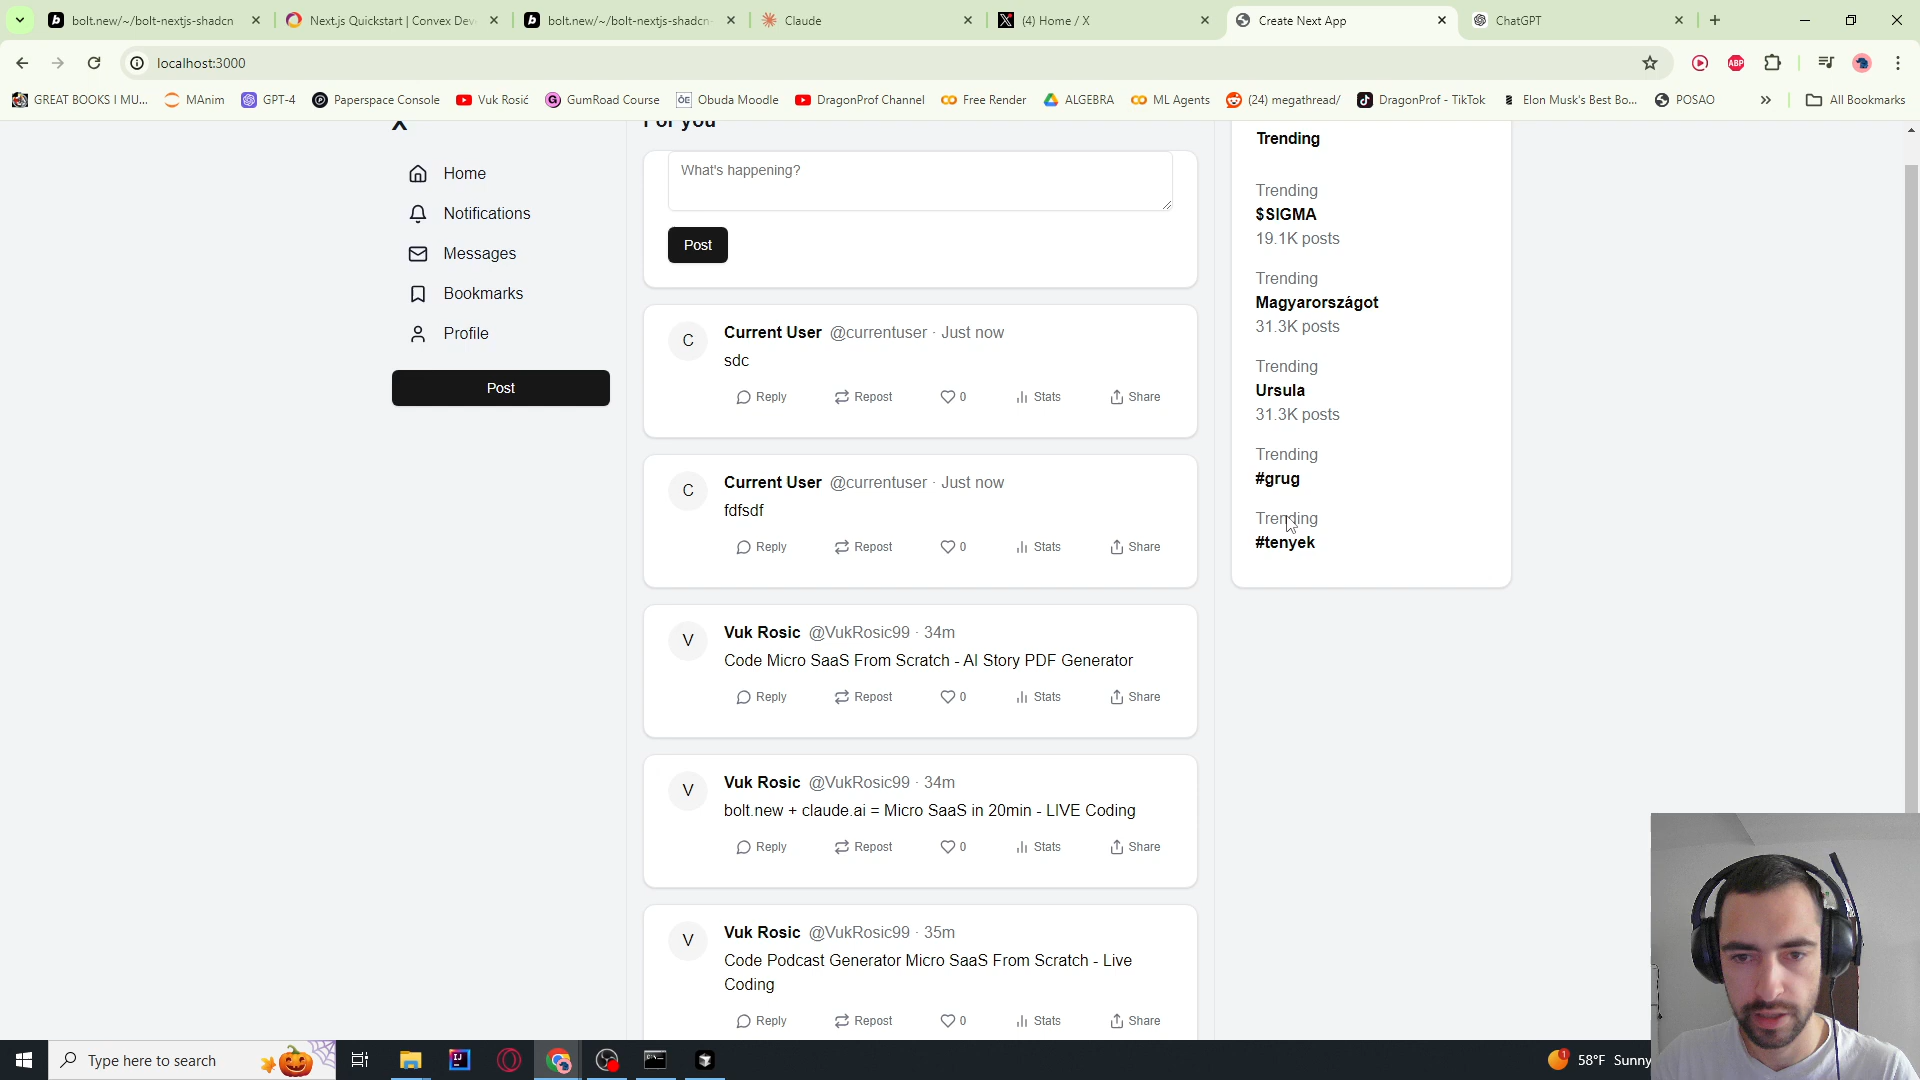 bolt.new/~/bolt-nextjs-shadcn
Next.js Quickstart | Convex Dev
bolt.new/~/bolt-nextjs-shadcn-
Claude
(4) Home / X
Create Next App
ChatGPT
localhost:3000
GREAT BOOKS I MU...
MAnim
GPT-4
Paperspace Console
Vuk Rosić
GumRoad Course
Obuda Moodle
DragonProf Channel
Free Render
ALGEBRA
ML Agents
(24) megathread/
DragonProf - TikTok
Elon Musk's Best Bo...
POSAO
All Bookmarks
ABP
X
Home
Notifications
Messages
Bookmarks
Profile
Post
For you
What's happening?
Post
C
Current User @currentuser · Just now
sdc
Reply Repost 0 Stats Share
C
Current User @currentuser · Just now
fdfsdf
Reply Repost 0 Stats Share
V
Vuk Rosic @VukRosic99 · 34m
Code Micro SaaS From Scratch - AI Story PDF Generator
Reply Repost 0 Stats Share
V
Vuk Rosic @VukRosic99 · 34m
bolt.new + claude.ai = Micro SaaS in 20min - LIVE Coding
Reply Repost 0 Stats Share
V
Vuk Rosic @VukRosic99 · 35m
Code Podcast Generator Micro SaaS From Scratch - Live
Coding
Reply Repost 0 Stats Share
Trending
Trending
$SIGMA
19.1K posts
Trending
Magyarországot
31.3K posts
Trending
Ursula
31.3K posts
Trending
#grug
Trending
#tenyek
Type here to search
1
58°F Sunny